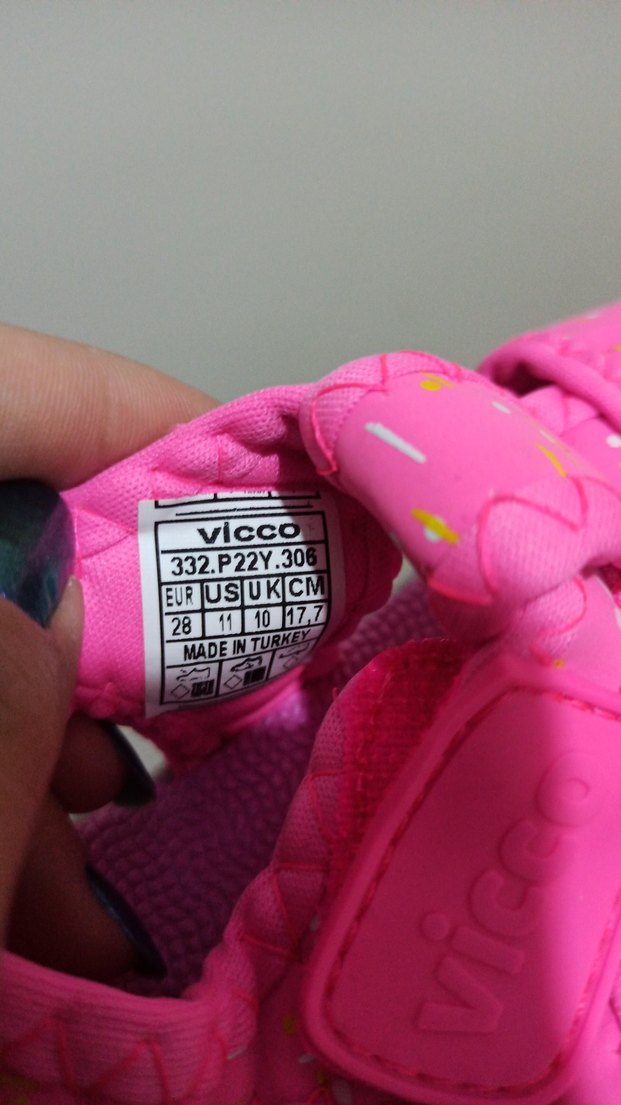 vicco
332.P22Y.306
EUR US UK CM
28 11 10 17,7
MADE IN TURKEY
vicco